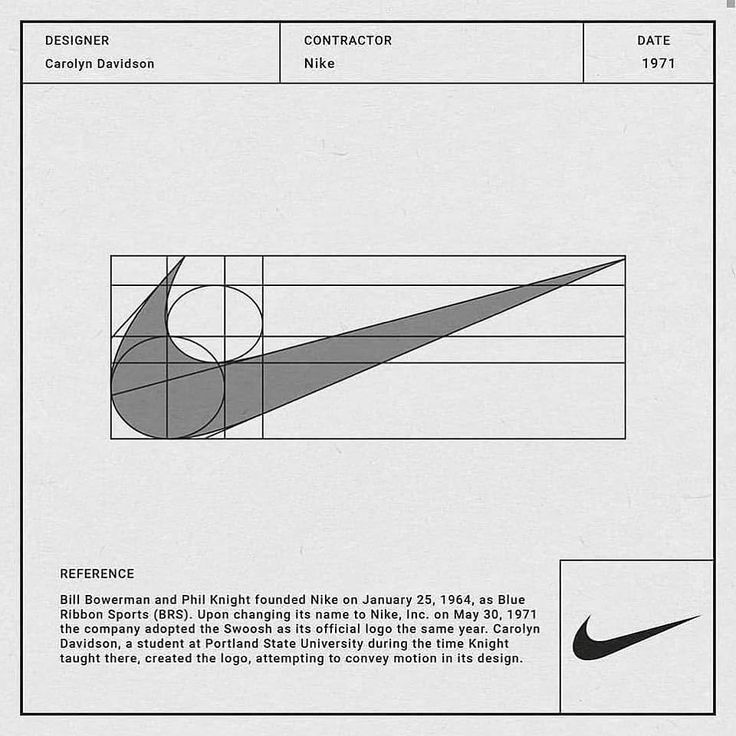 DESIGNER
Carolyn Davidson
CONTRACTOR
Nike
DATE
1971
REFERENCE
Bill Bowerman and Phil Knight founded Nike on January 25, 1964, as Blue
Ribbon Sports (BRS). Upon changing its name to Nike, Inc. on May 30, 1971
the company adopted the Swoosh as its official logo the same year. Carolyn
Davidson, a student at Portland State University during the time Knight
taught there, created the logo, attempting to convey motion in its design.